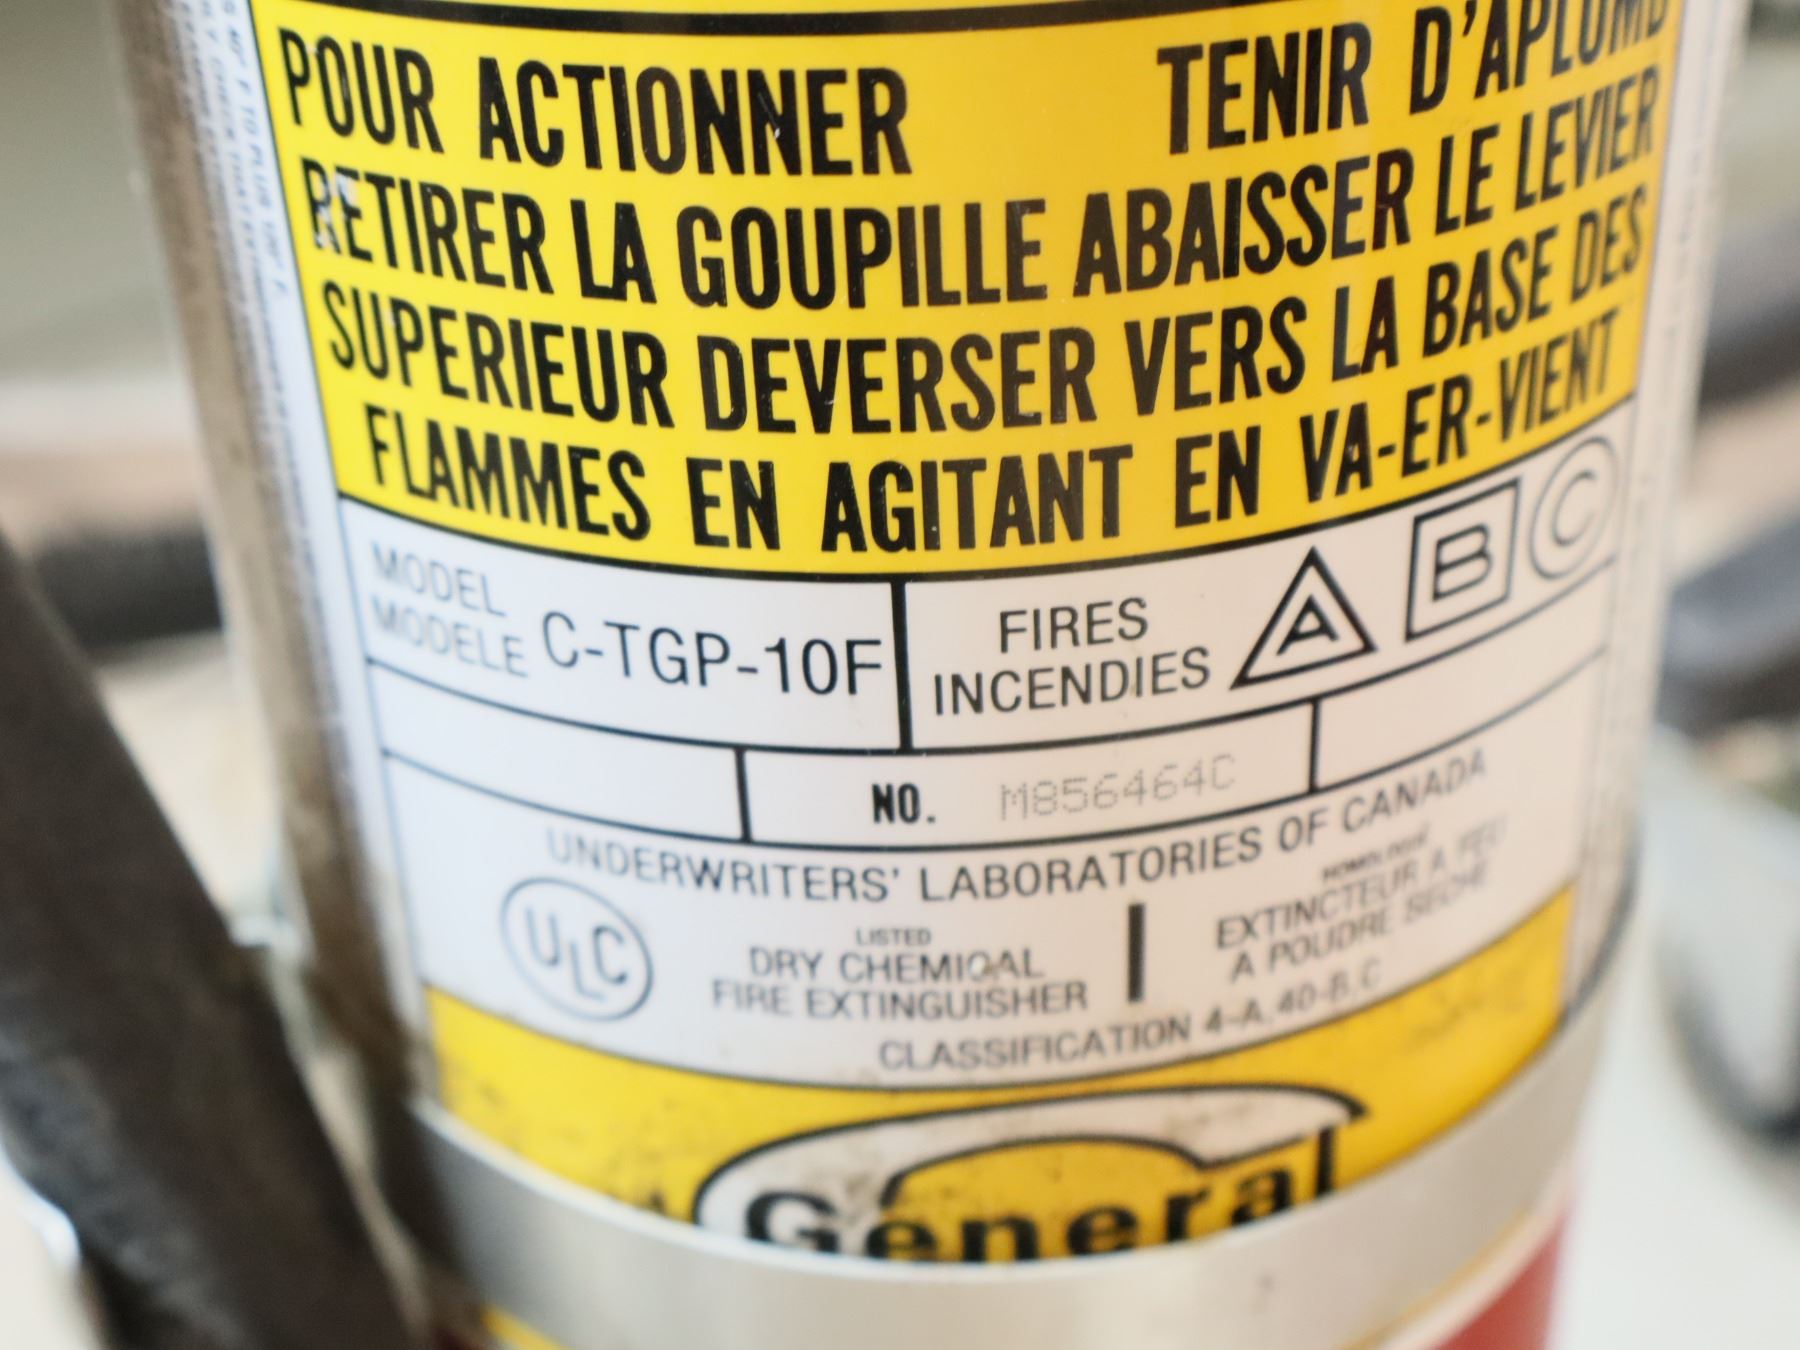 POUR ACTIONNER TENIR D'APLOMB
RETIRER LA GOUPILLE ABAISSER LE LEVIER
SUPERIEUR DEVERSER VERS LA BASE DES
FLAMMES EN AGITANT EN VA-ER-VIENT
MODEL
MODELE C-TGP-10F
FIRES
INCENDIES A B C
NO. M856464C
UNDERWRITERS' LABORATORIES OF CANADA
ULC
LISTED
DRY CHEMICAL
FIRE EXTINGUISHER
HOMOLOGUE
EXTINCTEUR A FEU
A POUDRE SECHE
CLASSIFICATION 4-A, 40-B, C
General